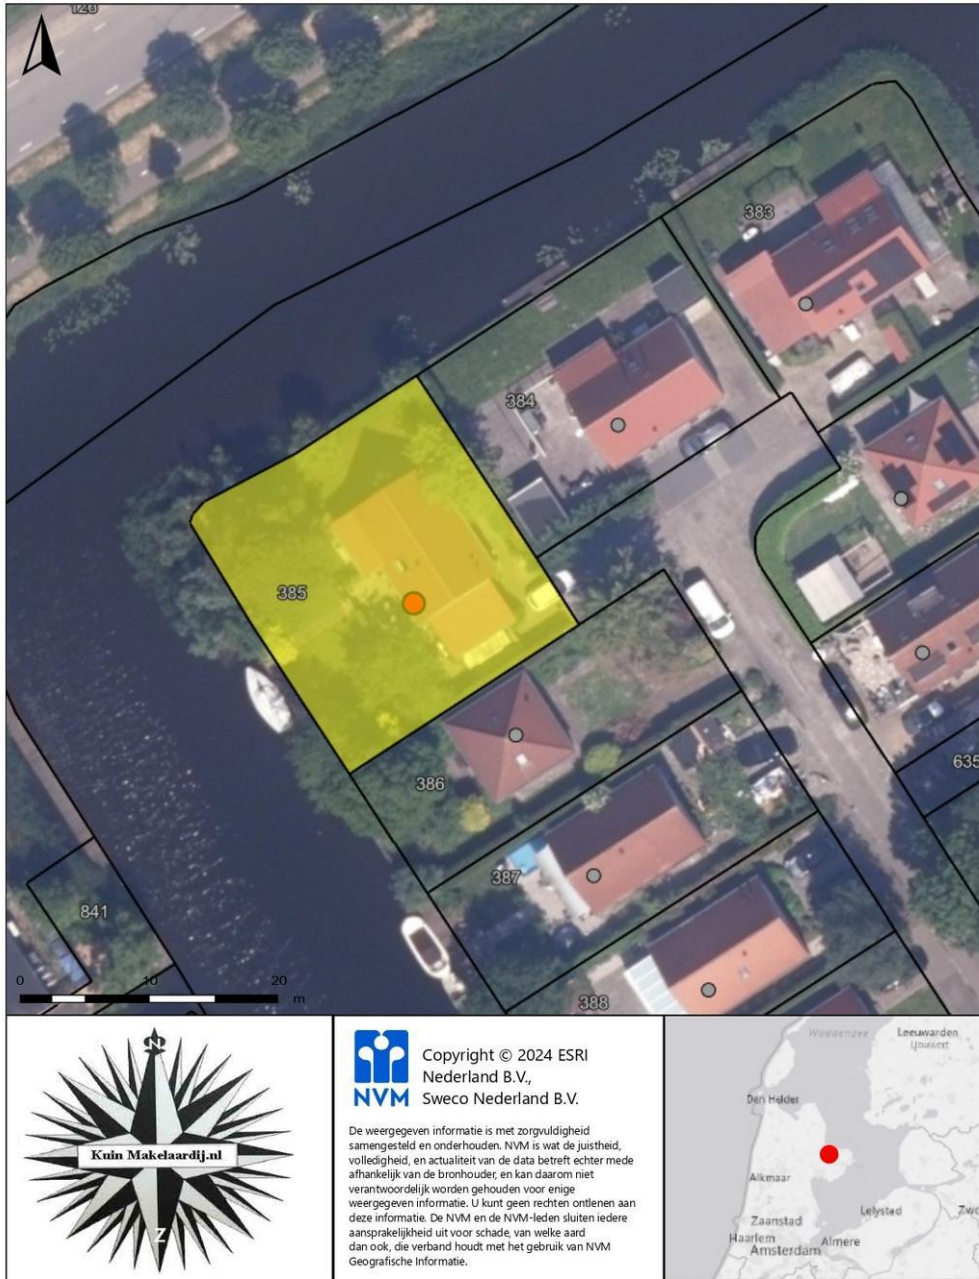 126
383
384
385
386
387
388
635
841
0 10 20
m
N
Kuin Makelaardij.nl
Z
NVM
Copyright © 2024 ESRI
Nederland B.V.,
Sweco Nederland B.V.
De weergegeven informatie is met zorgvuldigheid
samengesteld en onderhouden. NVM is wat de juistheid,
volledigheid, en actualiteit van de data betreft echter mede
afhankelijk van de bronhouder, en kan daarom niet
verantwoordelijk worden gehouden voor enige
weergegeven informatie. U kunt geen rechten ontlenen aan
deze informatie. De NVM en de NVM-leden sluiten iedere
aansprakelijkheid uit voor schade, van welke aard
dan ook, die verband houdt met het gebruik van NVM
Geografische Informatie.
Waddenzee
Leeuwarden
Ljouwert
Den Helder
Alkmaar
Lelystad
Zwo
Zaanstad
Haarlem
Almere
Amsterdam